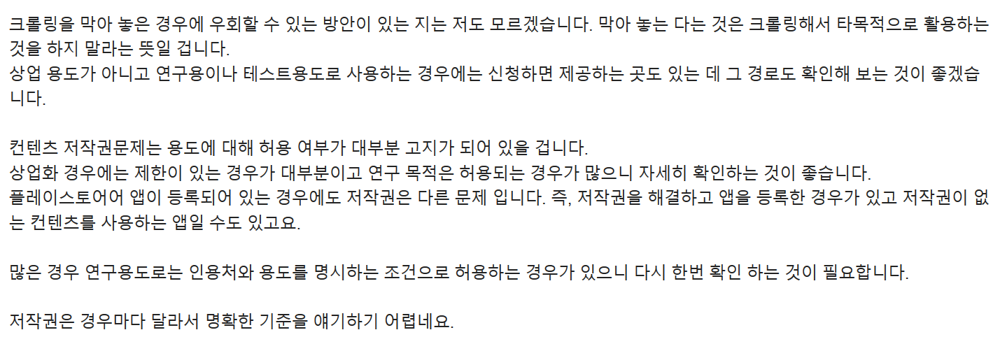 크롤링을 막아 놓은 경우에 우회할 수 있는 방안이 있는 지는 저도 모르겠습니다. 막아 놓는 다는 것은 크롤링해서 타목적으로 활용하는
것을 하지 말라는 뜻일 겁니다.
상업 용도가 아니고 연구용이나 테스트용도로 사용하는 경우에는 신청하면 제공하는 곳도 있는 데 그 경로도 확인해 보는 것이 좋겠습
니다.
컨텐츠 저작권문제는 용도에 대해 허용 여부가 대부분 고지가 되어 있을 겁니다.
상업화 경우에는 제한이 있는 경우가 대부분이고 연구 목적은 허용되는 경우가 많으니 자세히 확인하는 것이 좋습니다.
플레이스토어어 앱이 등록되어 있는 경우에도 저작권은 다른 문제 입니다. 즉, 저작권을 해결하고 앱을 등록한 경우가 있고 저작권이 없
는 컨텐츠를 사용하는 앱일 수도 있고요.
많은 경우 연구용도로는 인용처와 용도를 명시하는 조건으로 허용하는 경우가 있으니 다시 한번 확인 하는 것이 필요합니다.
저작권은 경우마다 달라서 명확한 기준을 얘기하기 어렵네요.